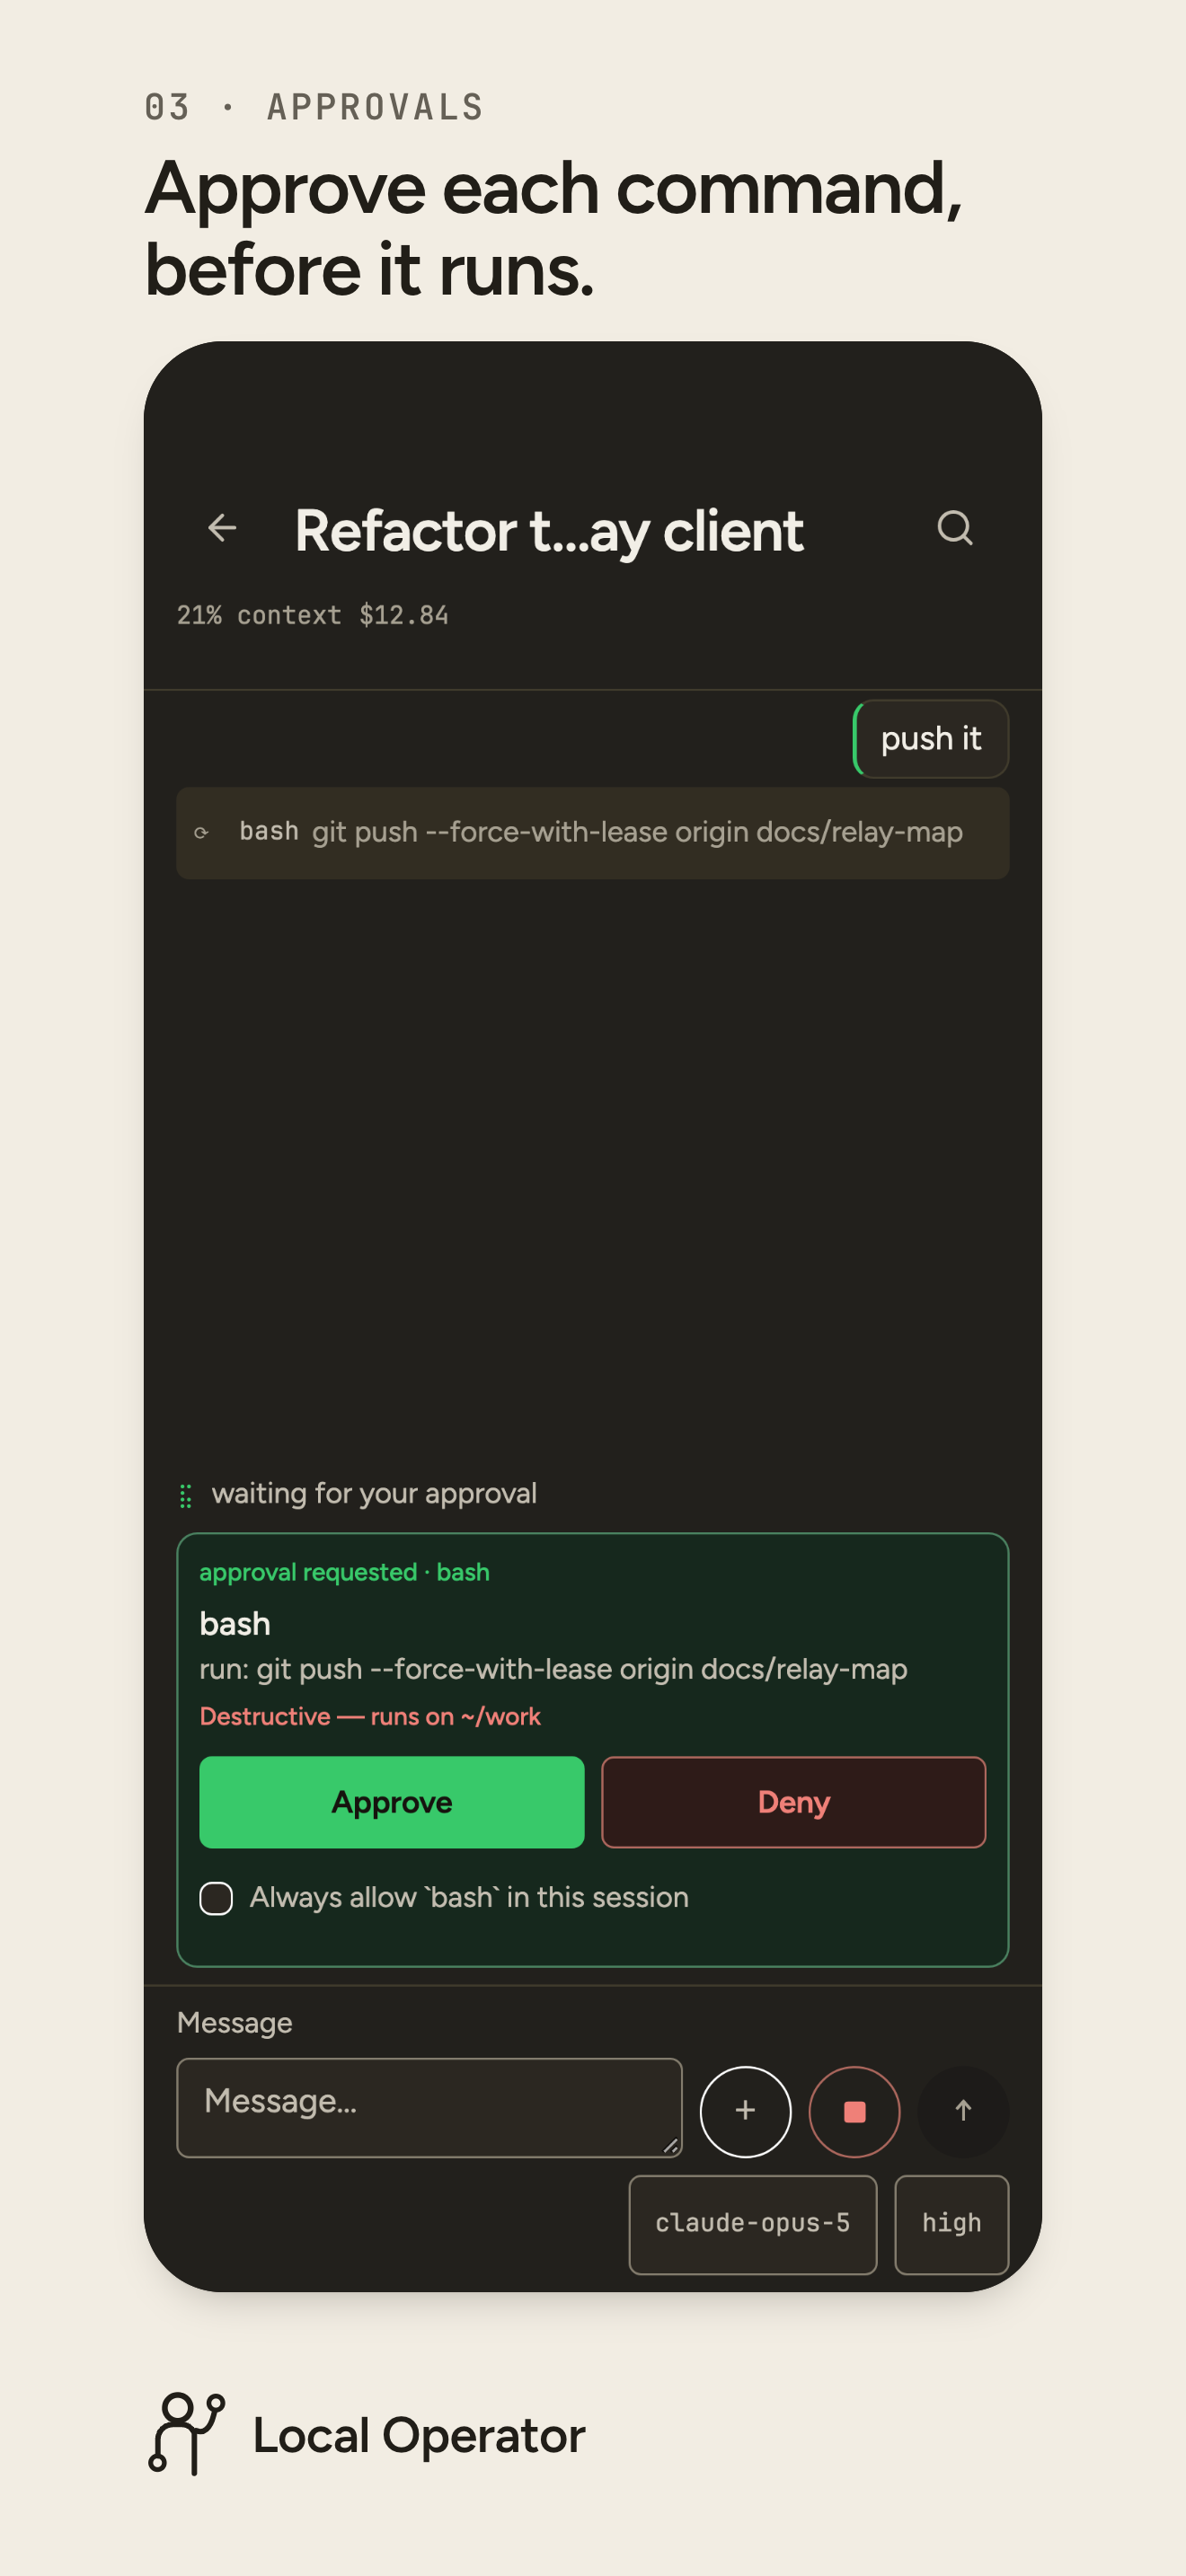 03 · APPROVALS
Approve each command,
before it runs.
Refactor t...ay client
21% context $12.84
push it
bash git push --force-with-lease origin docs/relay-map
waiting for your approval
approval requested · bash
bash
run: git push --force-with-lease origin docs/relay-map
Destructive — runs on ~/work
Approve Deny
Always allow `bash` in this session
Message
Message...
claude-opus-5 high
Local Operator